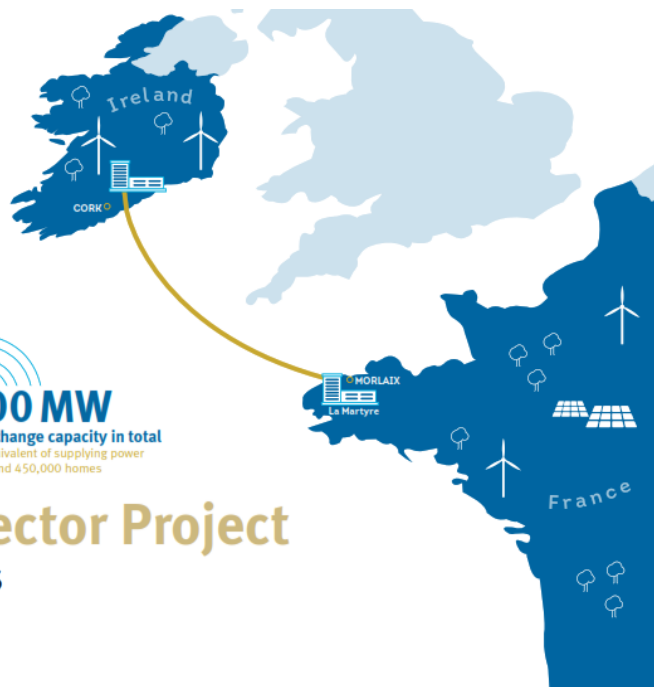 Ireland
CORK
MORLAIX
La Martyre
France
00 MW
change capacity in total
ivalent of supplying power
nd 450,000 homes
ector Project
s